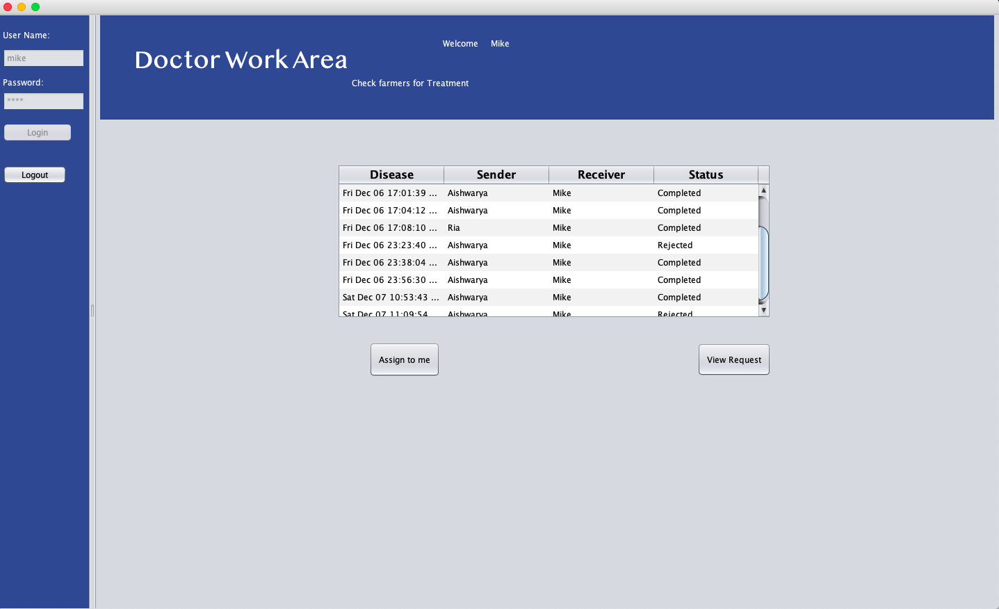 User Name:
mike
Password:
****
Login
Logout
Doctor Work Area
Welcome Mike
Check farmers for Treatment
Disease Sender Receiver Status
Fri Dec 06 17:01:39 ... Aishwarya Mike Completed
Fri Dec 06 17:04:12 ... Aishwarya Mike Completed
Fri Dec 06 17:08:10 ... Ria Mike Completed
Fri Dec 06 23:23:40 ... Aishwarya Mike Rejected
Fri Dec 06 23:38:04 ... Aishwarya Mike Completed
Fri Dec 06 23:56:30 ... Aishwarya Mike Completed
Sat Dec 07 10:53:43 ... Aishwarya Mike Completed
Sat Dec 07 11:09:54 Aishwarya Mike Rejected
Assign to me View Request